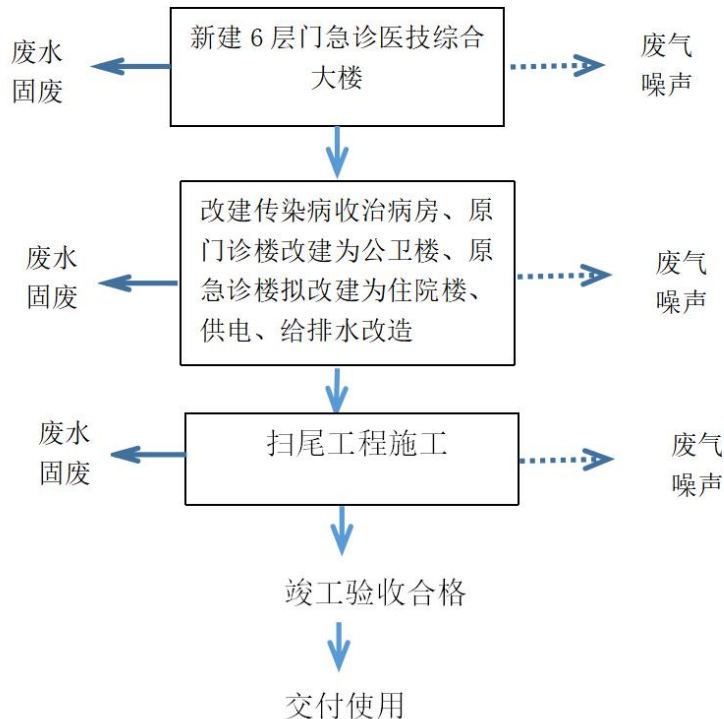 新建 6 层门急诊医技综合
大楼
废水
固废
废气
噪声
改建传染病收治病房、原
门诊楼改建为公卫楼、原
急诊楼拟改建为住院楼、
供电、给排水改造
废水
固废
废气
噪声
扫尾工程施工
废水
固废
废气
噪声
竣工验收合格
交付使用